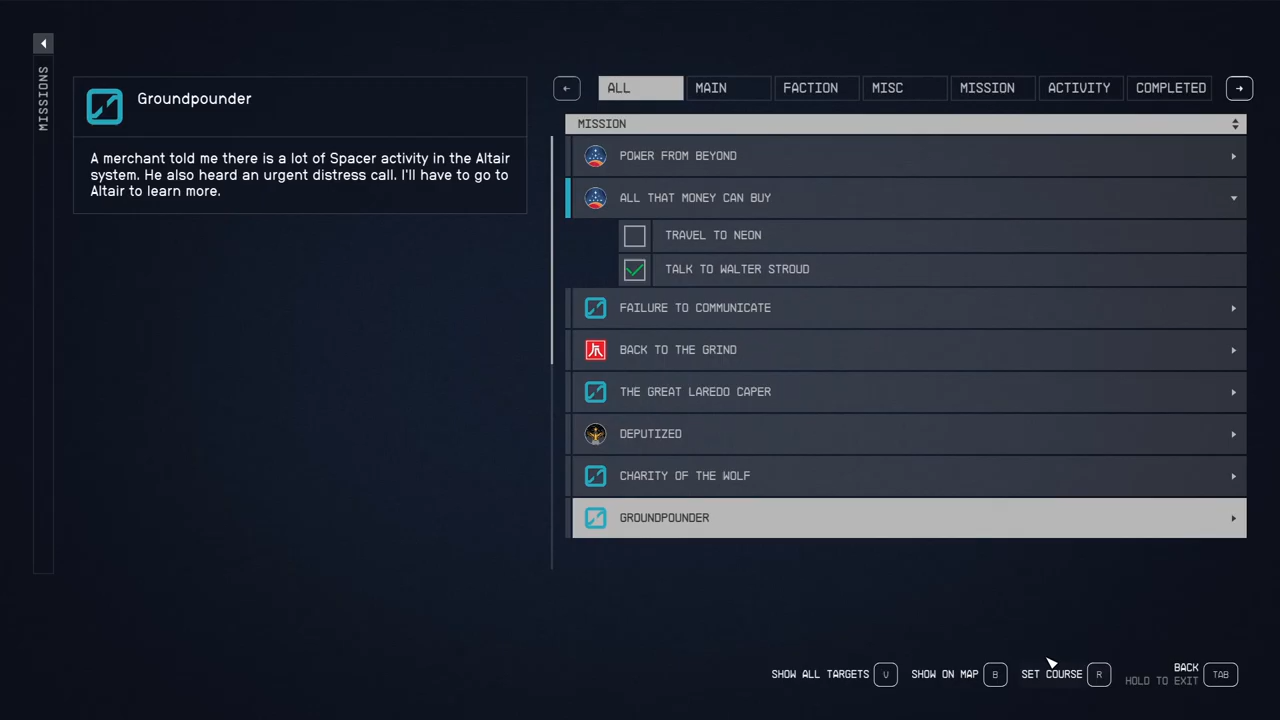 MISSIONS
Groundpounder
A merchant told me there is a lot of Spacer activity in the Altair
system. He also heard an urgent distress call. I'll have to go to
Altair to learn more.
ALL
MAIN
FACTION
MISC
MISSION
ACTIVITY
COMPLETED
MISSION
POWER FROM BEYOND
ALL THAT MONEY CAN BUY
TRAVEL TO NEON
TALK TO WALTER STROUD
FAILURE TO COMMUNICATE
BACK TO THE GRIND
THE GREAT LAREDO CAPER
DEPUTIZED
CHARITY OF THE WOLF
GROUNDPOUNDER
SHOW ALL TARGETS V
SHOW ON MAP B
SET COURSE R
BACK
HOLD TO EXIT TAB